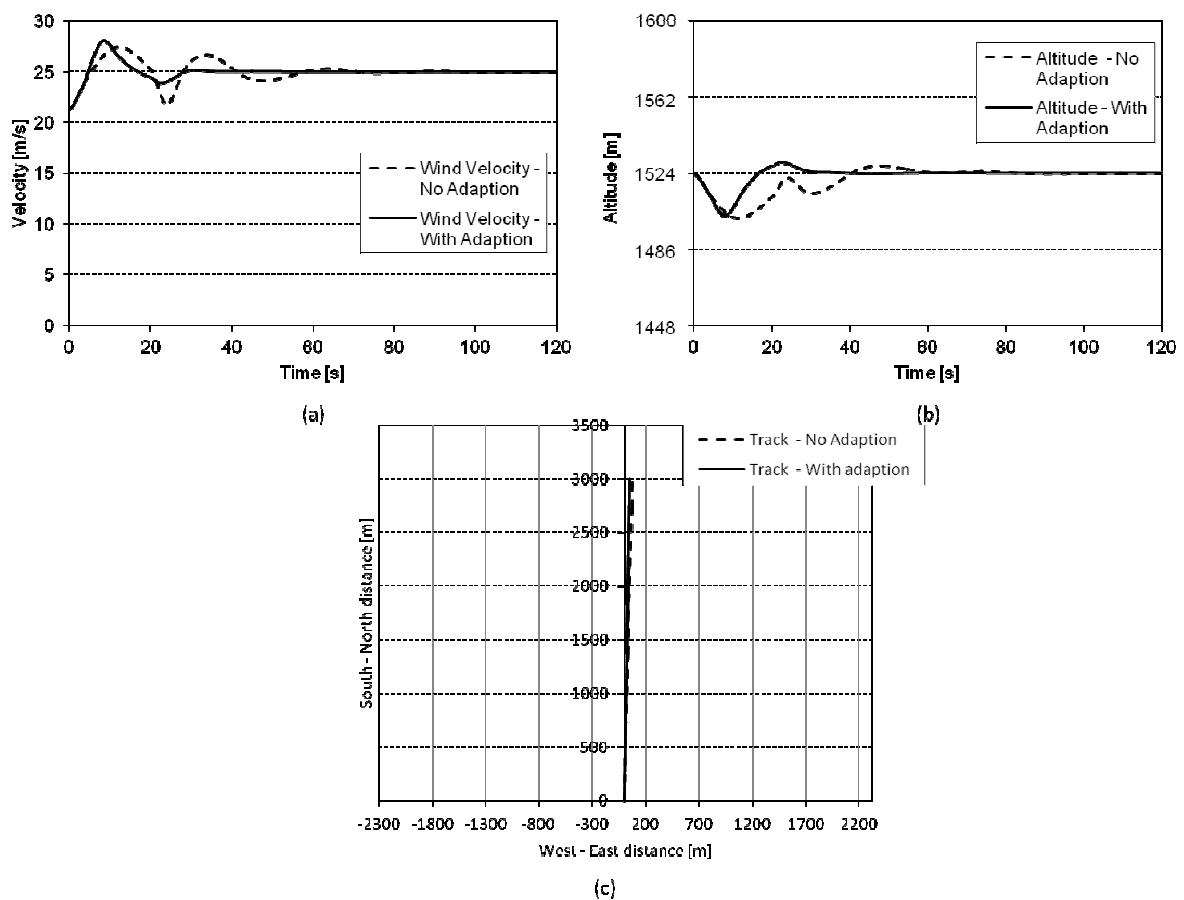 30
25
20
15
10
5
0
Velocity [m/s]
Wind Velocity -
No Adaption
Wind Velocity -
With Adaption
0 20 40 60 80 100 120
Time [s]
(a)
1600
1562
1524
1486
1448
Altitude [m]
Altitude - No
Adaption
Altitude - With
Adaption
0 20 40 60 80 100 120
Time [s]
(b)
3500
3000
2500
2000
1500
1000
500
0
South - North distance [m]
Track - No Adaption
Track - With adaption
-2300 -1800 -1300 -800 -300 200 700 1200 1700 2200
West - East distance [m]
(c)